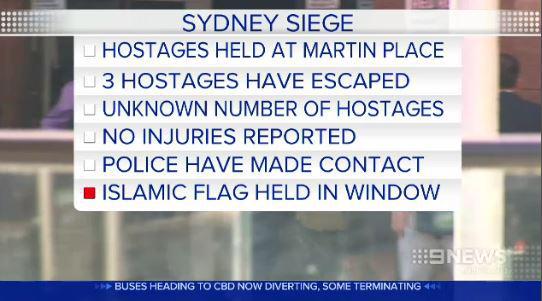 SYDNEY SIEGE
HOSTAGES HELD AT MARTIN PLACE
3 HOSTAGES HAVE ESCAPED
UNKNOWN NUMBER OF HOSTAGES
NO INJURIES REPORTED
POLICE HAVE MADE CONTACT
ISLAMIC FLAG HELD IN WINDOW
9NEWS
BUSES HEADING TO CBD NOW DIVERTING, SOME TERMINATING